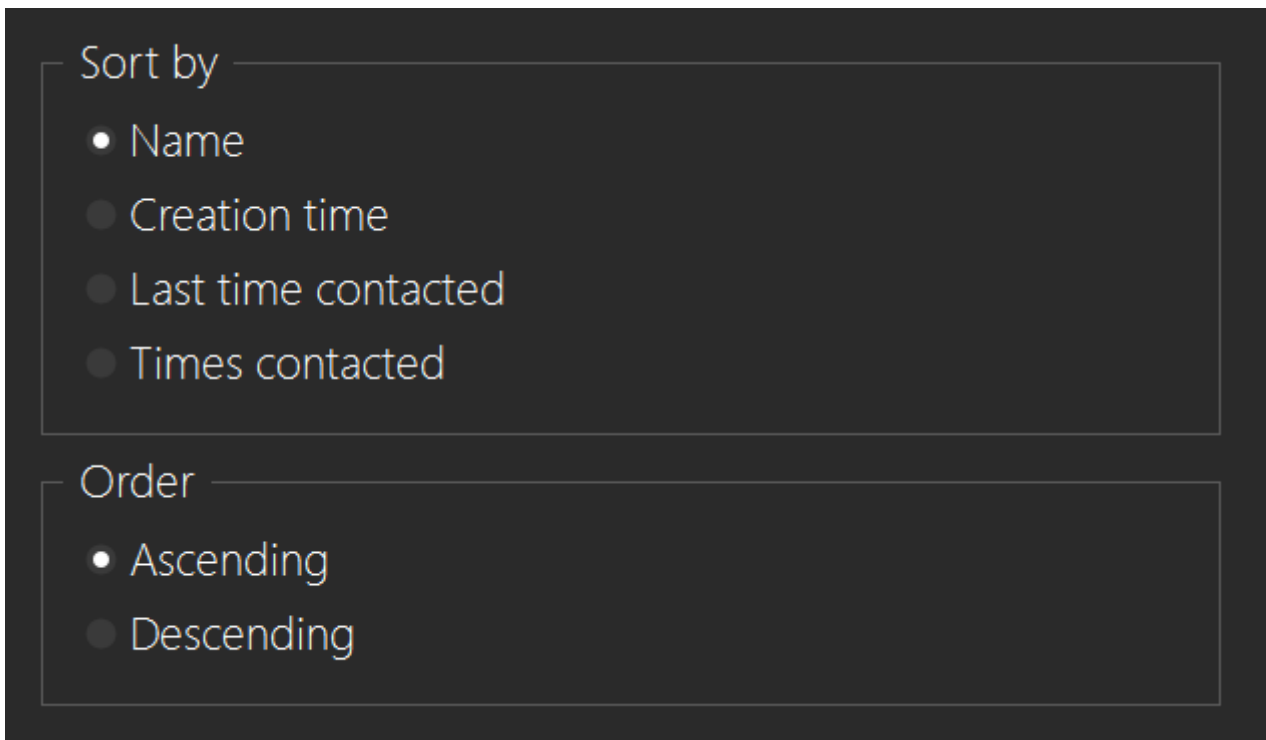 Sort by
Name
Creation time
Last time contacted
Times contacted
Order
Ascending
Descending